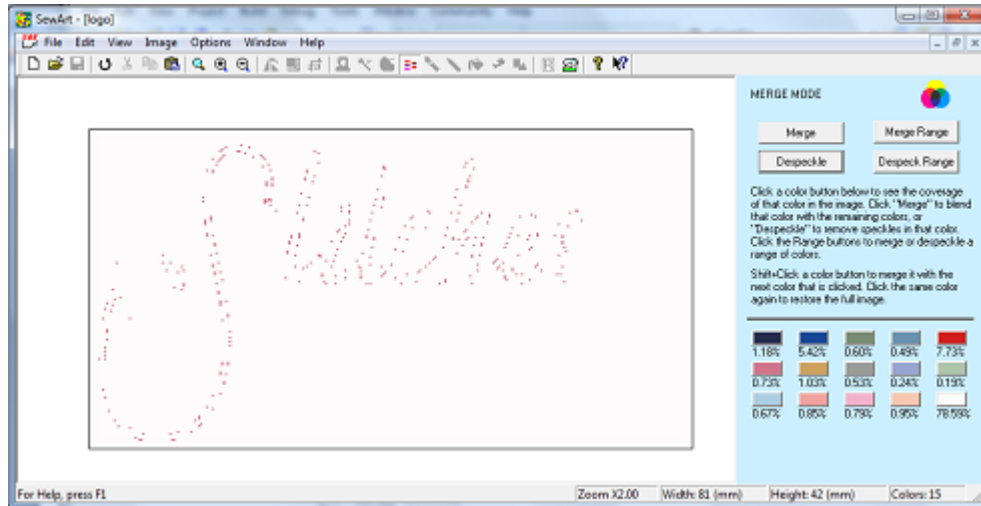 SewArt - [logo]
File Edit View Image Options Window Help
MERGE MODE
Merge Merge Range
Despeckle Despeck Range
Click a color button below to see the coverage
of that color in the image. Click "Merge" to blend
that color with the remaining colors, or
"Despeckle" to remove speckles in that color.
Click the Range buttons to merge or despeckle a
range of colors.
Shift+Click a color button to merge it with the
next color that is clicked. Click the same color
again to restore the full image.
1.18% 5.42% 0.60% 0.49% 7.73%
0.73% 1.03% 0.53% 0.24% 0.19%
0.67% 0.85% 0.79% 0.95% 78.59%
For Help, press F1 Zoom X2.00 Width: 81 (mm) Height: 42 (mm) Colors: 15